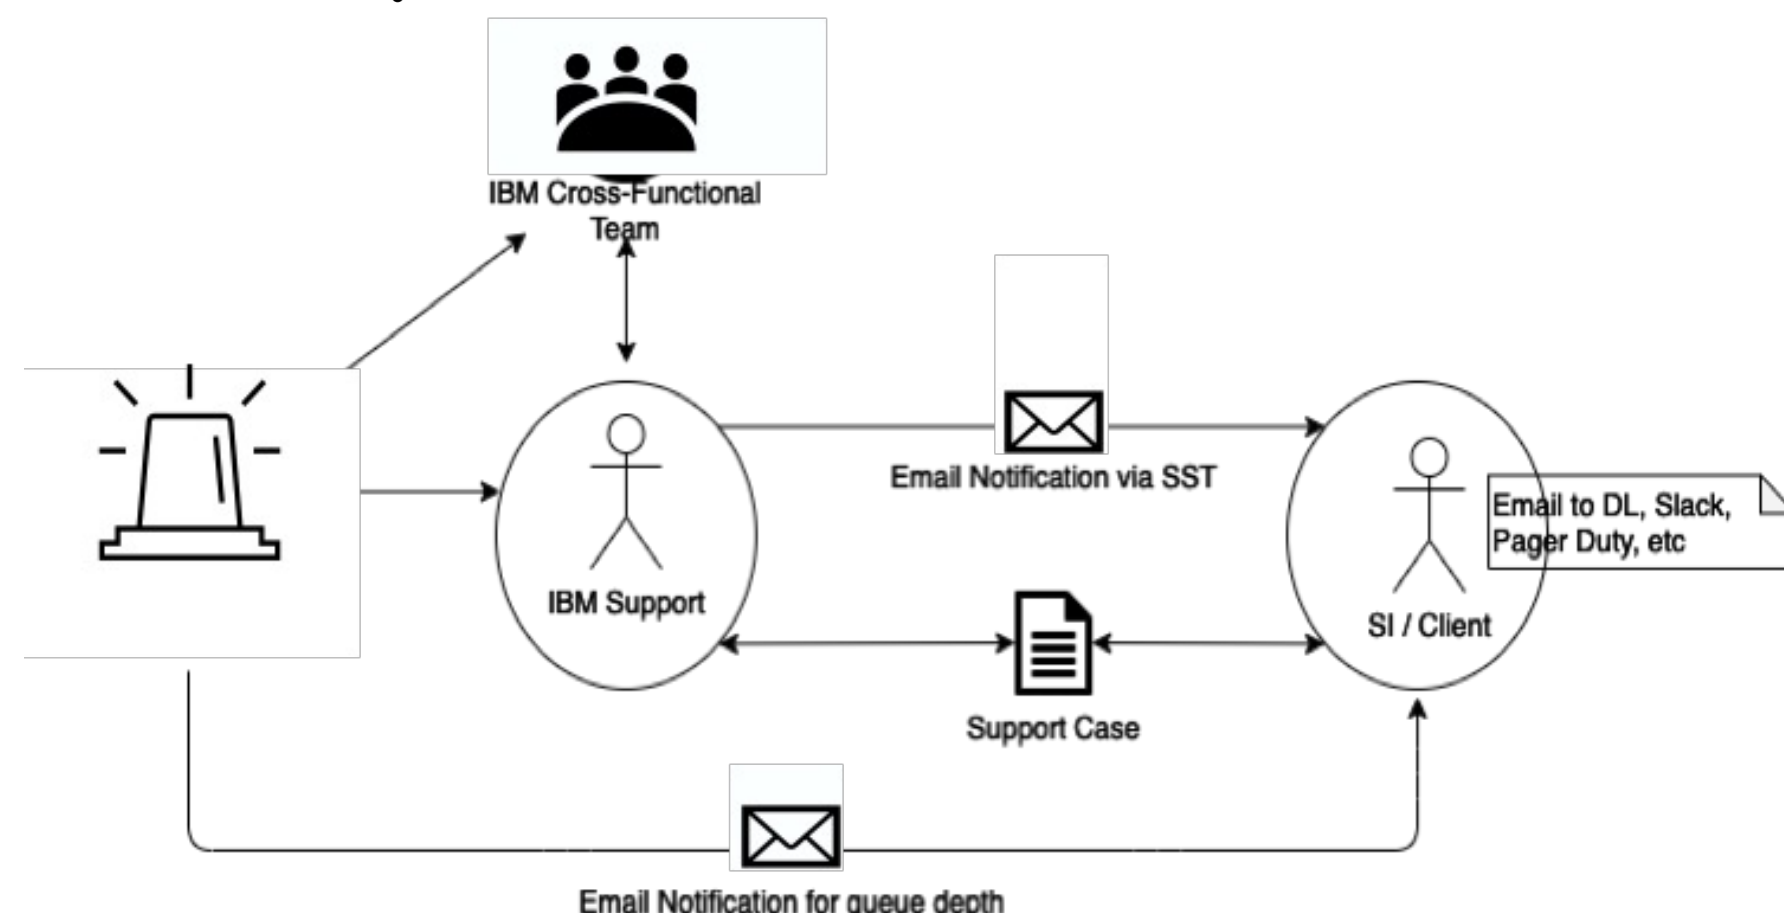 IBM Cross-Functional
Team
Email Notification via SST
Email to DL, Slack,
Pager Duty, etc
IBM Support
SI / Client
Support Case
Email Notification for queue depth